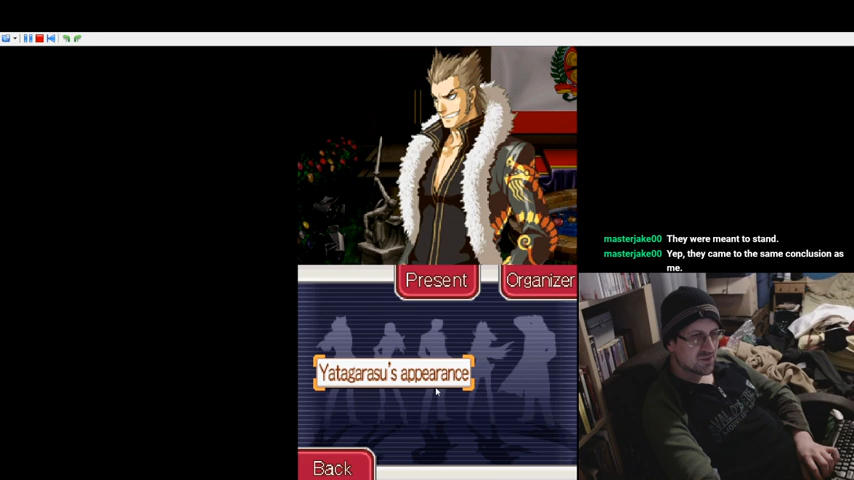 masterjake00 They were meant to stand.
masterjake00 Yep, they came to the same conclusion as
me.
Present
Organizer
Yatagarasu's appearance
Back